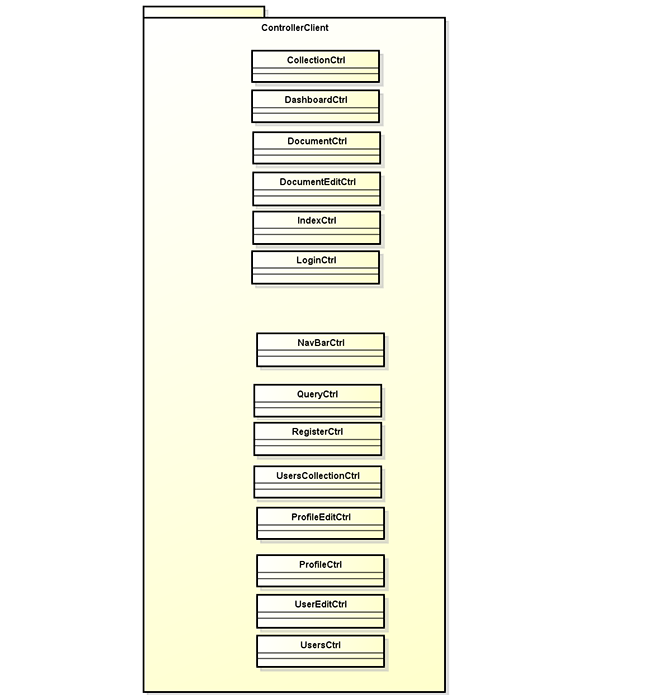 ControllerClient
CollectionCtrl
DashboardCtrl
DocumentCtrl
DocumentEditCtrl
IndexCtrl
LoginCtrl
NavBarCtrl
QueryCtrl
RegisterCtrl
UsersCollectionCtrl
ProfileEditCtrl
ProfileCtrl
UserEditCtrl
UsersCtrl